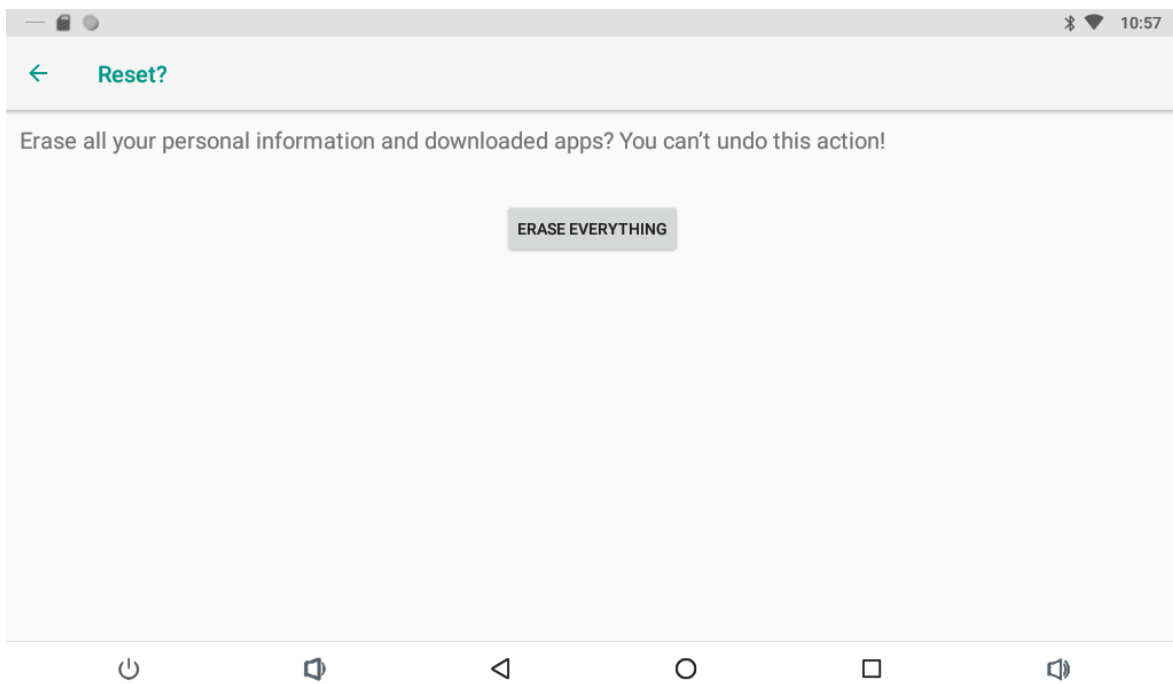 10:57
Reset?
Erase all your personal information and downloaded apps? You can’t undo this action!
ERASE EVERYTHING